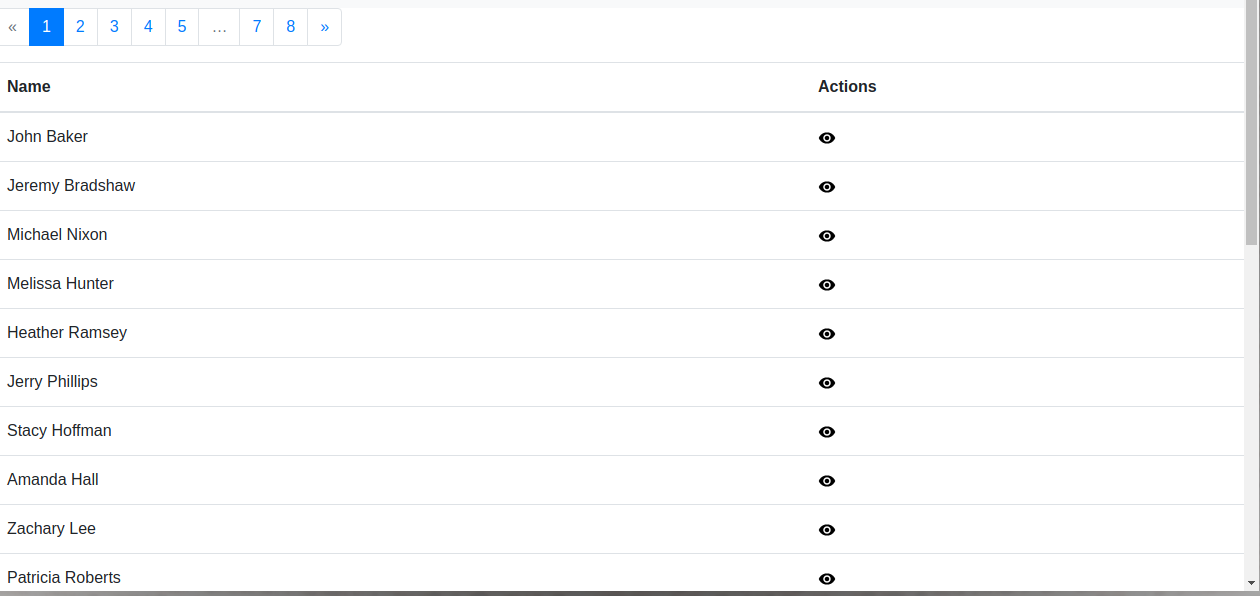 « 1 2 3 4 5 ... 7 8 »
Name Actions
John Baker
Jeremy Bradshaw
Michael Nixon
Melissa Hunter
Heather Ramsey
Jerry Phillips
Stacy Hoffman
Amanda Hall
Zachary Lee
Patricia Roberts